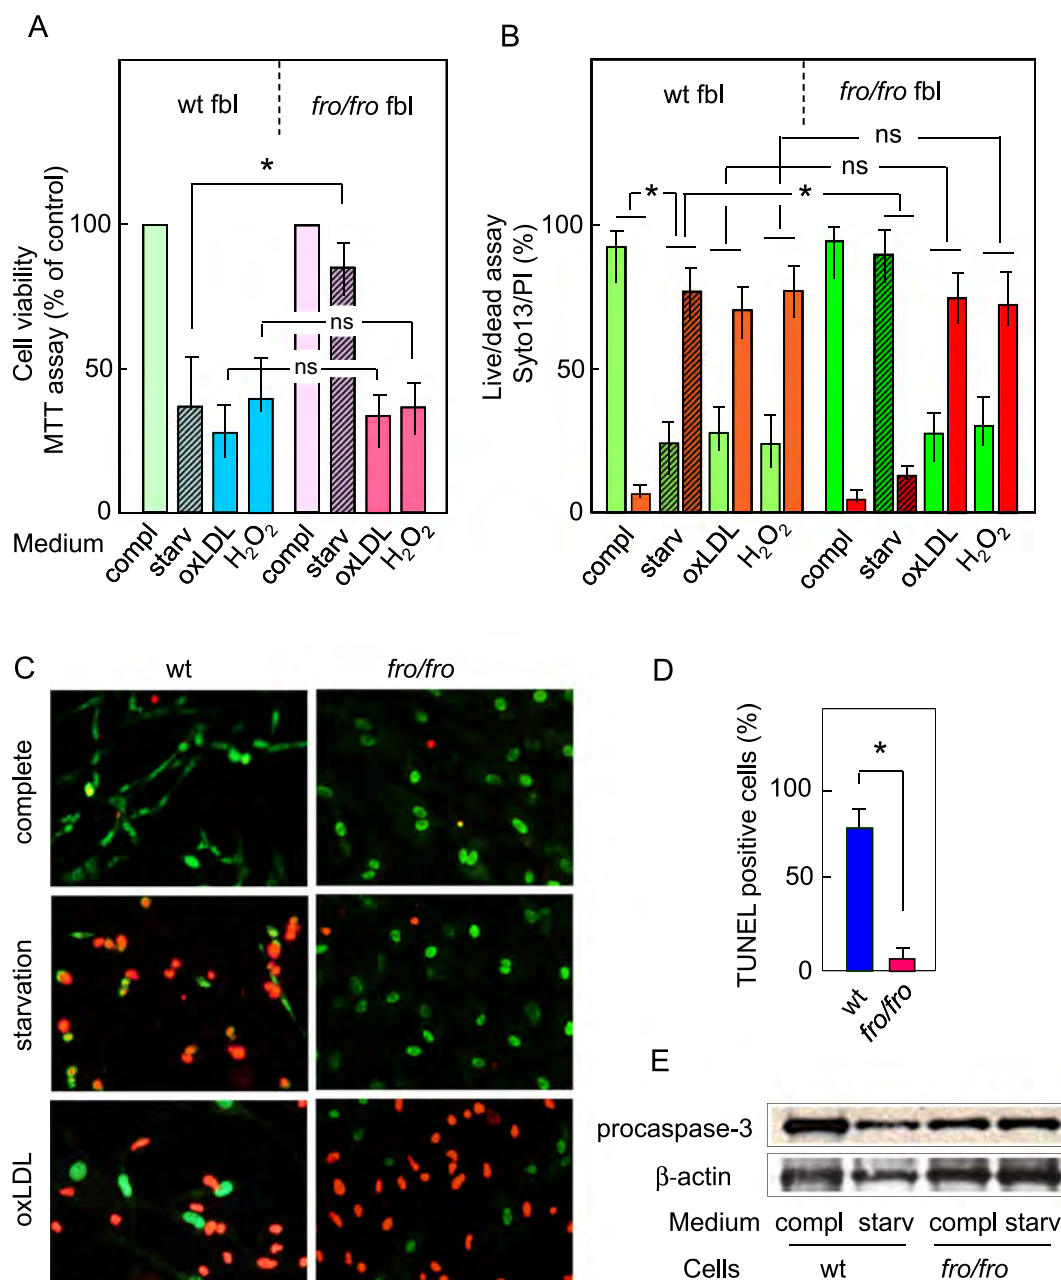 A
wt fbl
fro/fro fbl
*
ns
ns
100
50
0
Cell viability
MTT assay (% of control)
Medium
compl
starv
oxLDL
H2O2
compl
starv
oxLDL
H2O2
B
wt fbl
fro/fro fbl
ns
ns
*
*
100
50
0
Live/dead assay
Syto13/PI (%)
compl
starv
oxLDL
H2O2
compl
starv
oxLDL
H2O2
C
wt
fro/fro
complete
starvation
oxLDL
D
*
100
50
0
TUNEL positive cells (%)
wt
fro/fro
E
procaspase-3
β-actin
Medium compl starv compl starv
Cells wt fro/fro